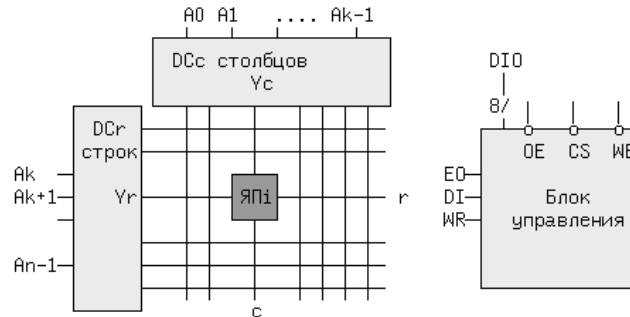 A0 A1 .... Ak-1
DCc столбцов
Yc
DCr
строк
Ak
Ak+1
Yr
ЯПi
r
An-1
c
DIO
8/
OE CS WE
EO
DI
WR
Блок
управления